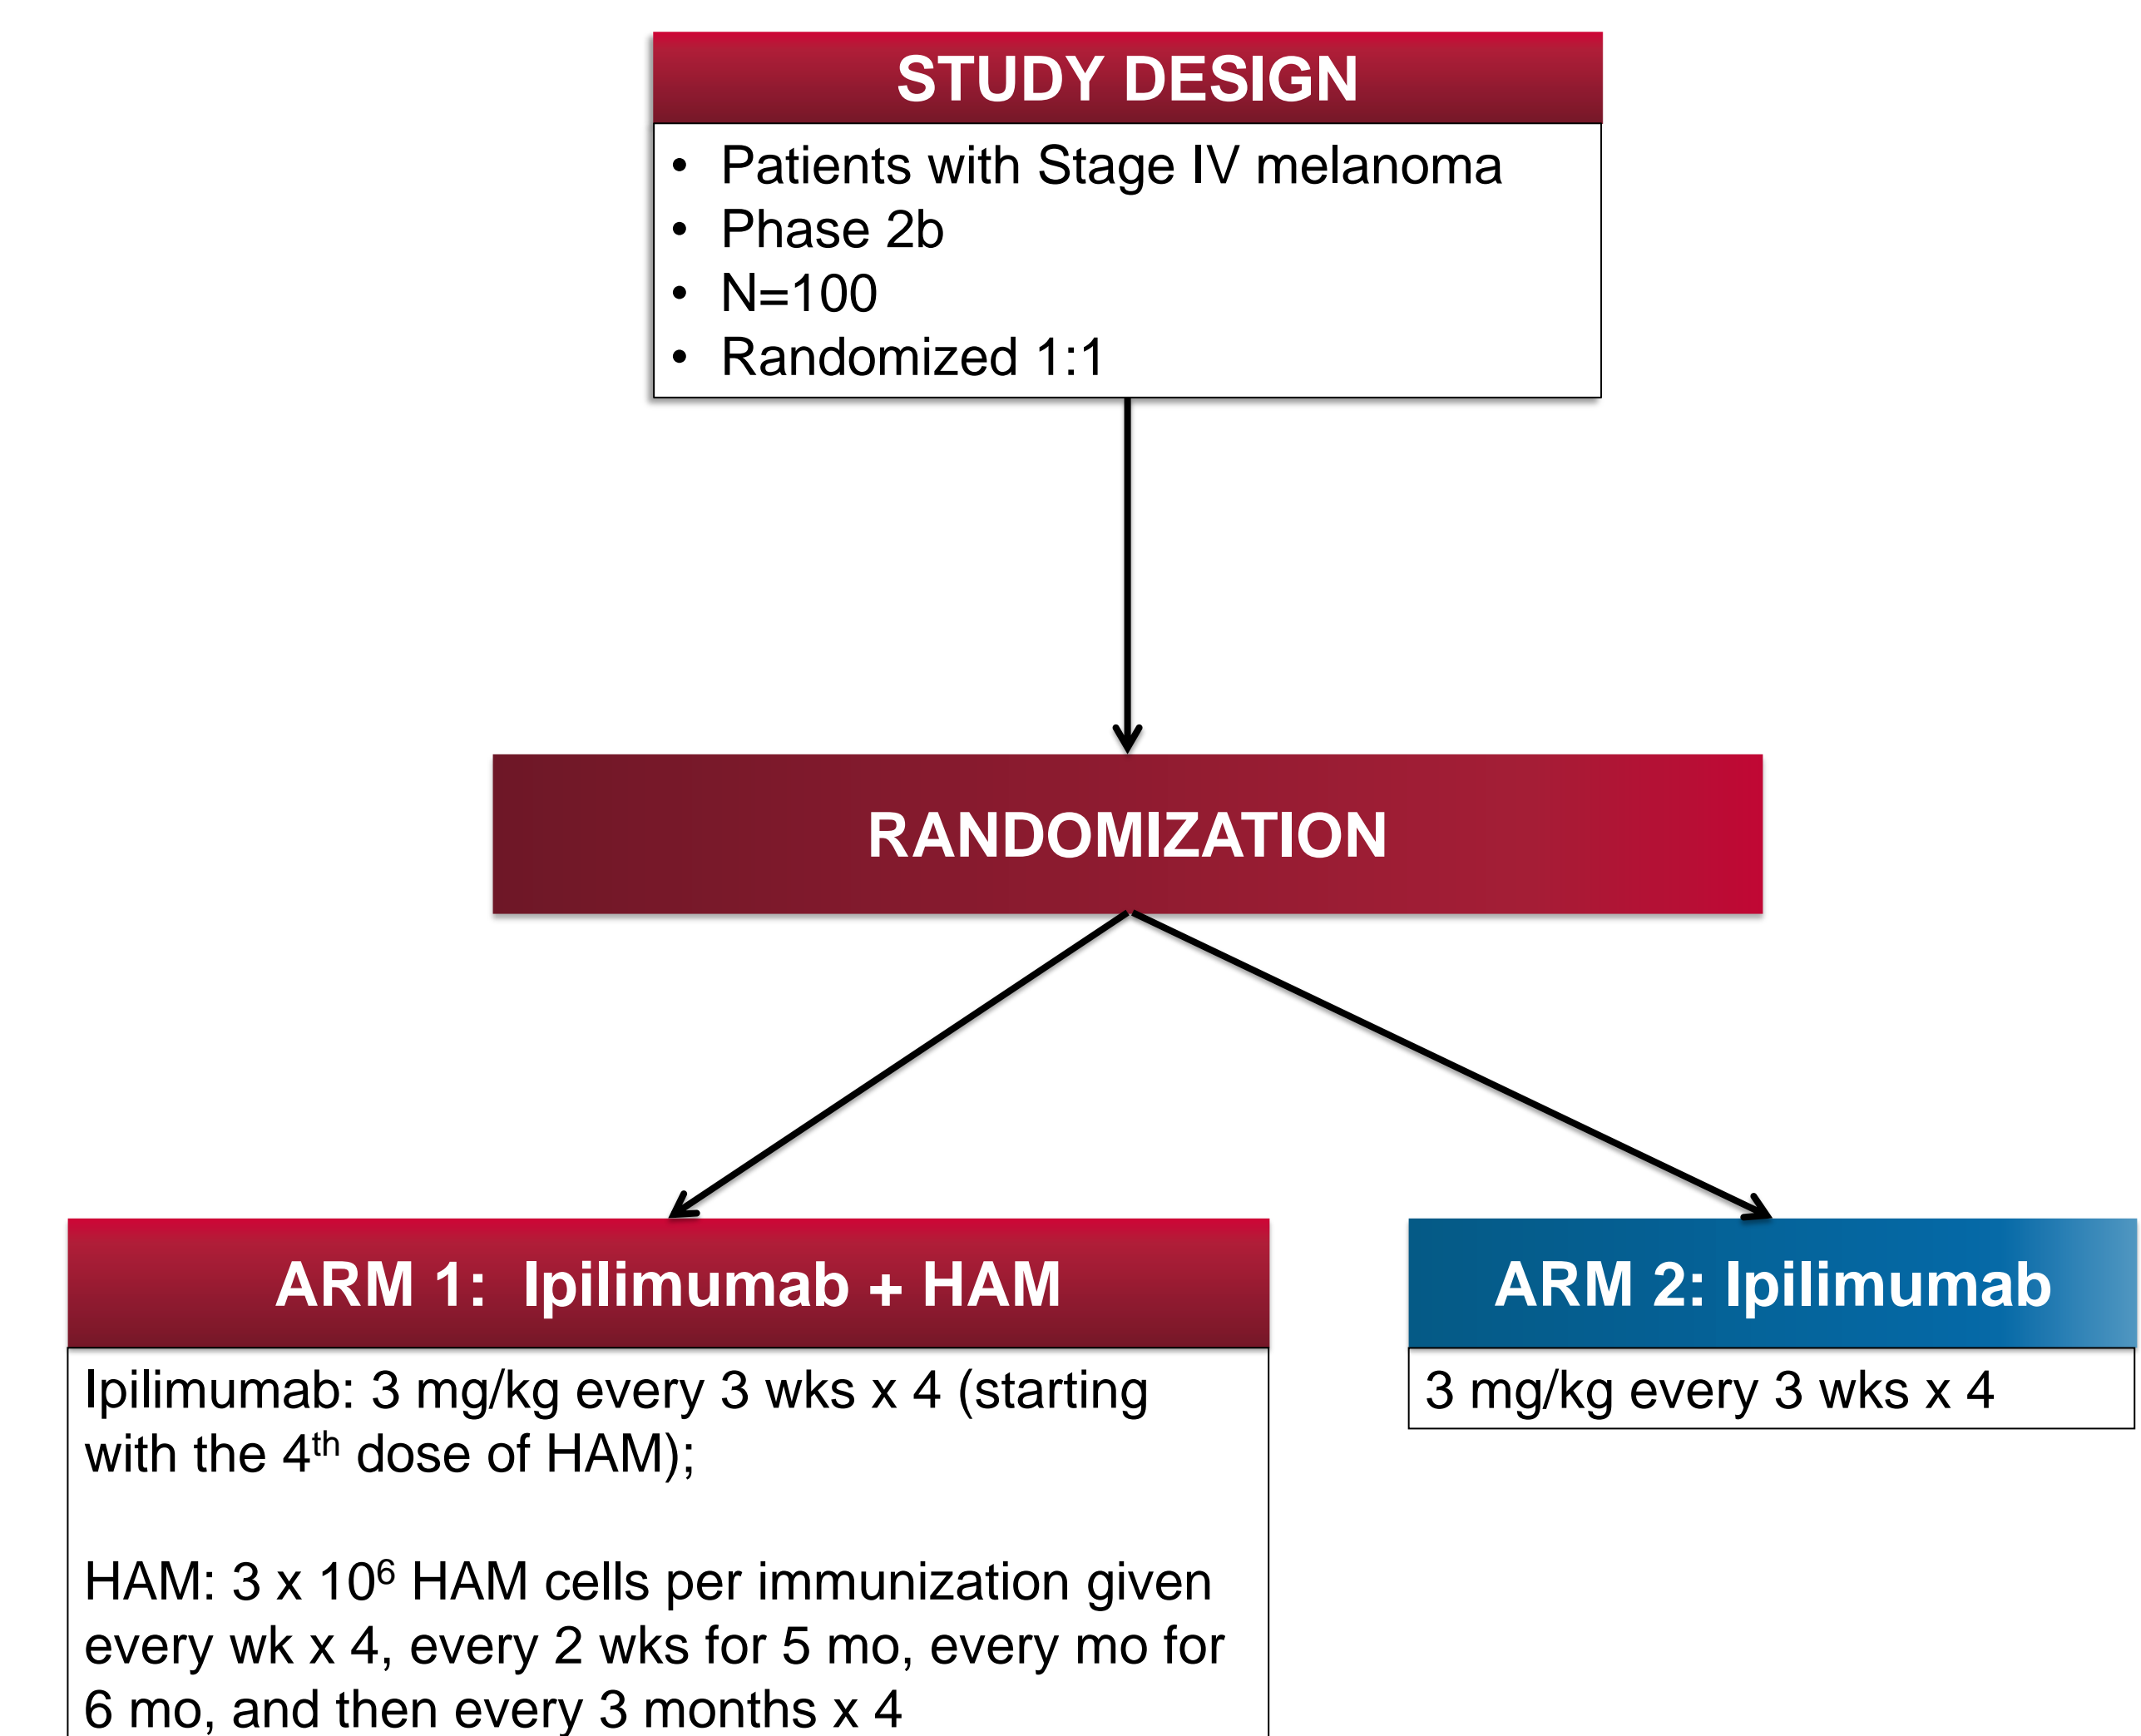 STUDY DESIGN
• Patients with Stage IV melanoma
• Phase 2b
• N=100
• Randomized 1:1
RANDOMIZATION
ARM 1: Ipilimumab + HAM
Ipilimumab: 3 mg/kg every 3 wks x 4 (starting
with the 4th dose of HAM);
HAM: 3 x 10⁶ HAM cells per immunization given
every wk x 4, every 2 wks for 5 mo, every mo for
6 mo, and then every 3 months x 4
ARM 2: Ipilimumab
3 mg/kg every 3 wks x 4